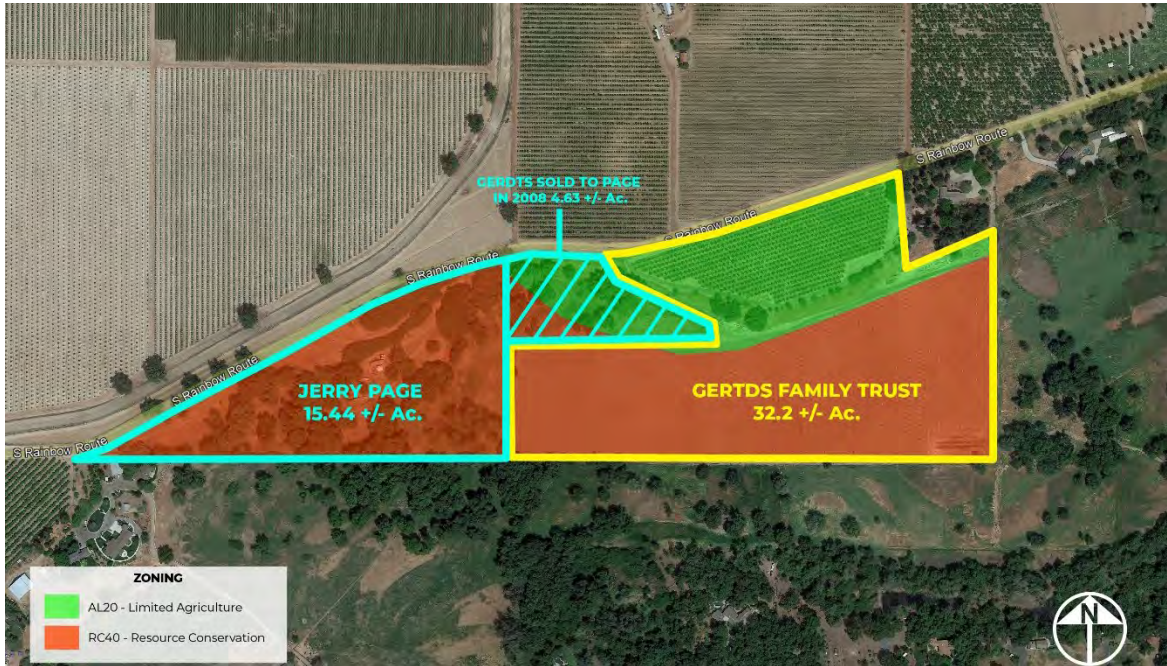 GERDTS SOLD TO PAGE
IN 2008 4.63 +/- Ac.
S Rainbow Route
S Rainbow Route
S Rainbow Route
S Rainbow Route
S Rainbow Route
JERRY PAGE
15.44 +/- Ac.
GERTDS FAMILY TRUST
32.2 +/- Ac.
ZONING
AL20 - Limited Agriculture
RC40 - Resource Conservation
N